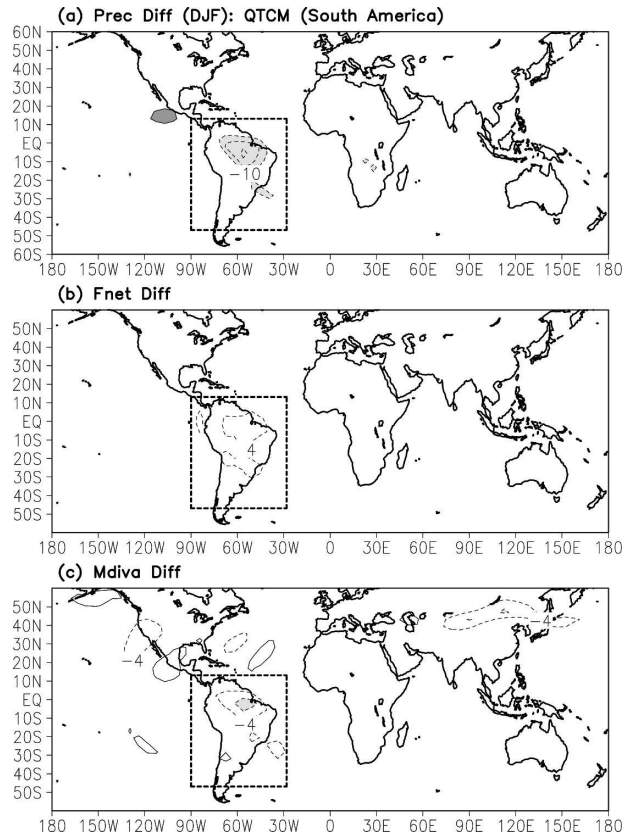 (a) Prec Diff (DJF): QTCM (South America)
60N
50N
40N
30N
20N
10N
EQ
10S
20S
30S
40S
50S
60S
-10
180 150W 120W 90W 60W 30W 0 30E 60E 90E 120E 150E 180
(b) Fnet Diff
50N
40N
30N
20N
10N
EQ
10S
20S
30S
40S
50S
4
180 150W 120W 90W 60W 30W 0 30E 60E 90E 120E 150E 180
(c) Mdiva Diff
50N
40N
30N
20N
10N
EQ
10S
20S
30S
40S
50S
-4
-4
-4
180 150W 120W 90W 60W 30W 0 30E 60E 90E 120E 150E 180